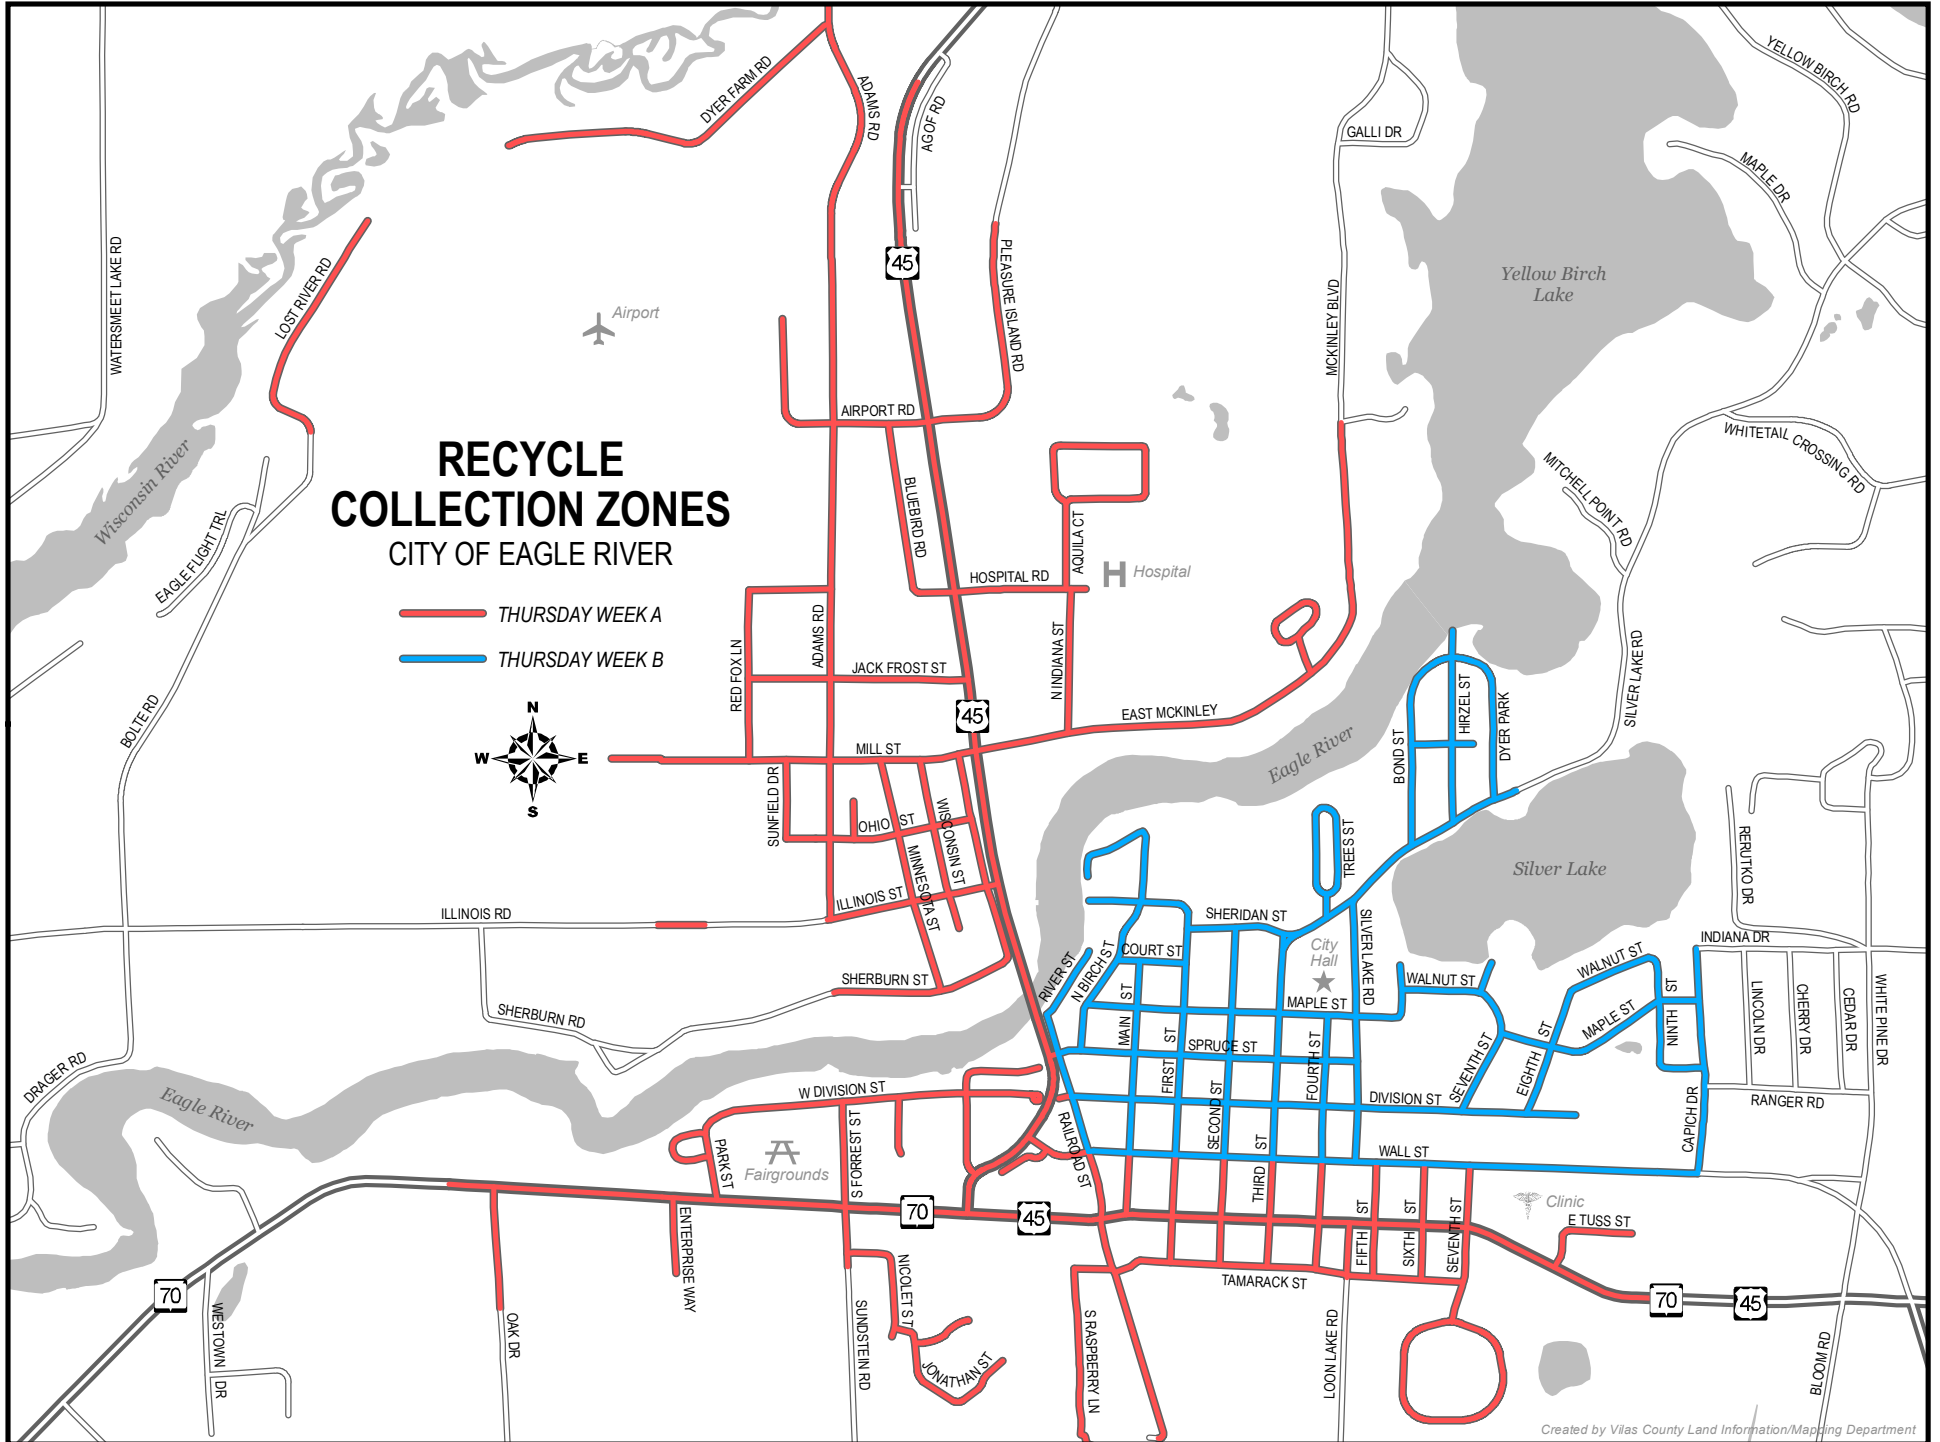 RECYCLE
COLLECTION ZONES
CITY OF EAGLE RIVER
THURSDAY WEEK A
THURSDAY WEEK B
N
W
E
S
WATERSMEET LAKE RD
LOST RIVER RD
Wisconsin River
EAGLE FLIGHT TRL
BOLTE RD
DYER FARM RD
ADAMS RD
AGOF RD
45
PLEASURE ISLAND RD
Airport
AIRPORT RD
BLUEBIRD RD
HOSPITAL RD
AQUILA CT
Hospital
GALLI DR
MCKINLEY BLVD
YELLOW BIRCH RD
MAPLE DR
Yellow Birch
Lake
WHITETAIL CROSSING RD
MITCHELL POINT RD
SILVER LAKE RD
RED FOX LN
ADAMS RD
JACK FROST ST
N INDIANA ST
45
EAST MCKINLEY
MILL ST
SUNFIELD DR
OHIO ST
WISCONSIN ST
MINNESOTA ST
ILLINOIS ST
ILLINOIS RD
SHERBURN ST
SHERBURN RD
DRAGER RD
Eagle River
Eagle River
BOND ST
HIRZEL ST
DYER PARK
TREES ST
Silver Lake
RERUTKO DR
SHERIDAN ST
City
Hall
SILVER LAKE RD
COURT ST
RIVER ST
N BIRCH ST
MAIN ST
MAPLE ST
WALNUT ST
WALNUT ST
MAPLE ST
NINTH ST
INDIANA DR
LINCOLN DR
CHERRY DR
CEDAR DR
WHITE PINE DR
SPRUCE ST
FIRST ST
SECOND ST
THIRD ST
FOURTH ST
SEVENTH ST
EIGHTH ST
DIVISION ST
CAPICH DR
RANGER RD
W DIVISION ST
PARK ST
Fairgrounds
S FORREST ST
RAILROAD ST
WALL ST
Clinic
E TUSS ST
70
45
FIFTH ST
SIXTH ST
SEVENTH ST
TAMARACK ST
ENTERPRISE WAY
NICOLET ST
JONATHAN ST
OAK DR
SUNDSTEIN RD
S RASPBERRY LN
LOON LAKE RD
70
WESTOWN DR
70
45
BLOOM RD
Created by Vilas County Land Information/Mapping Department